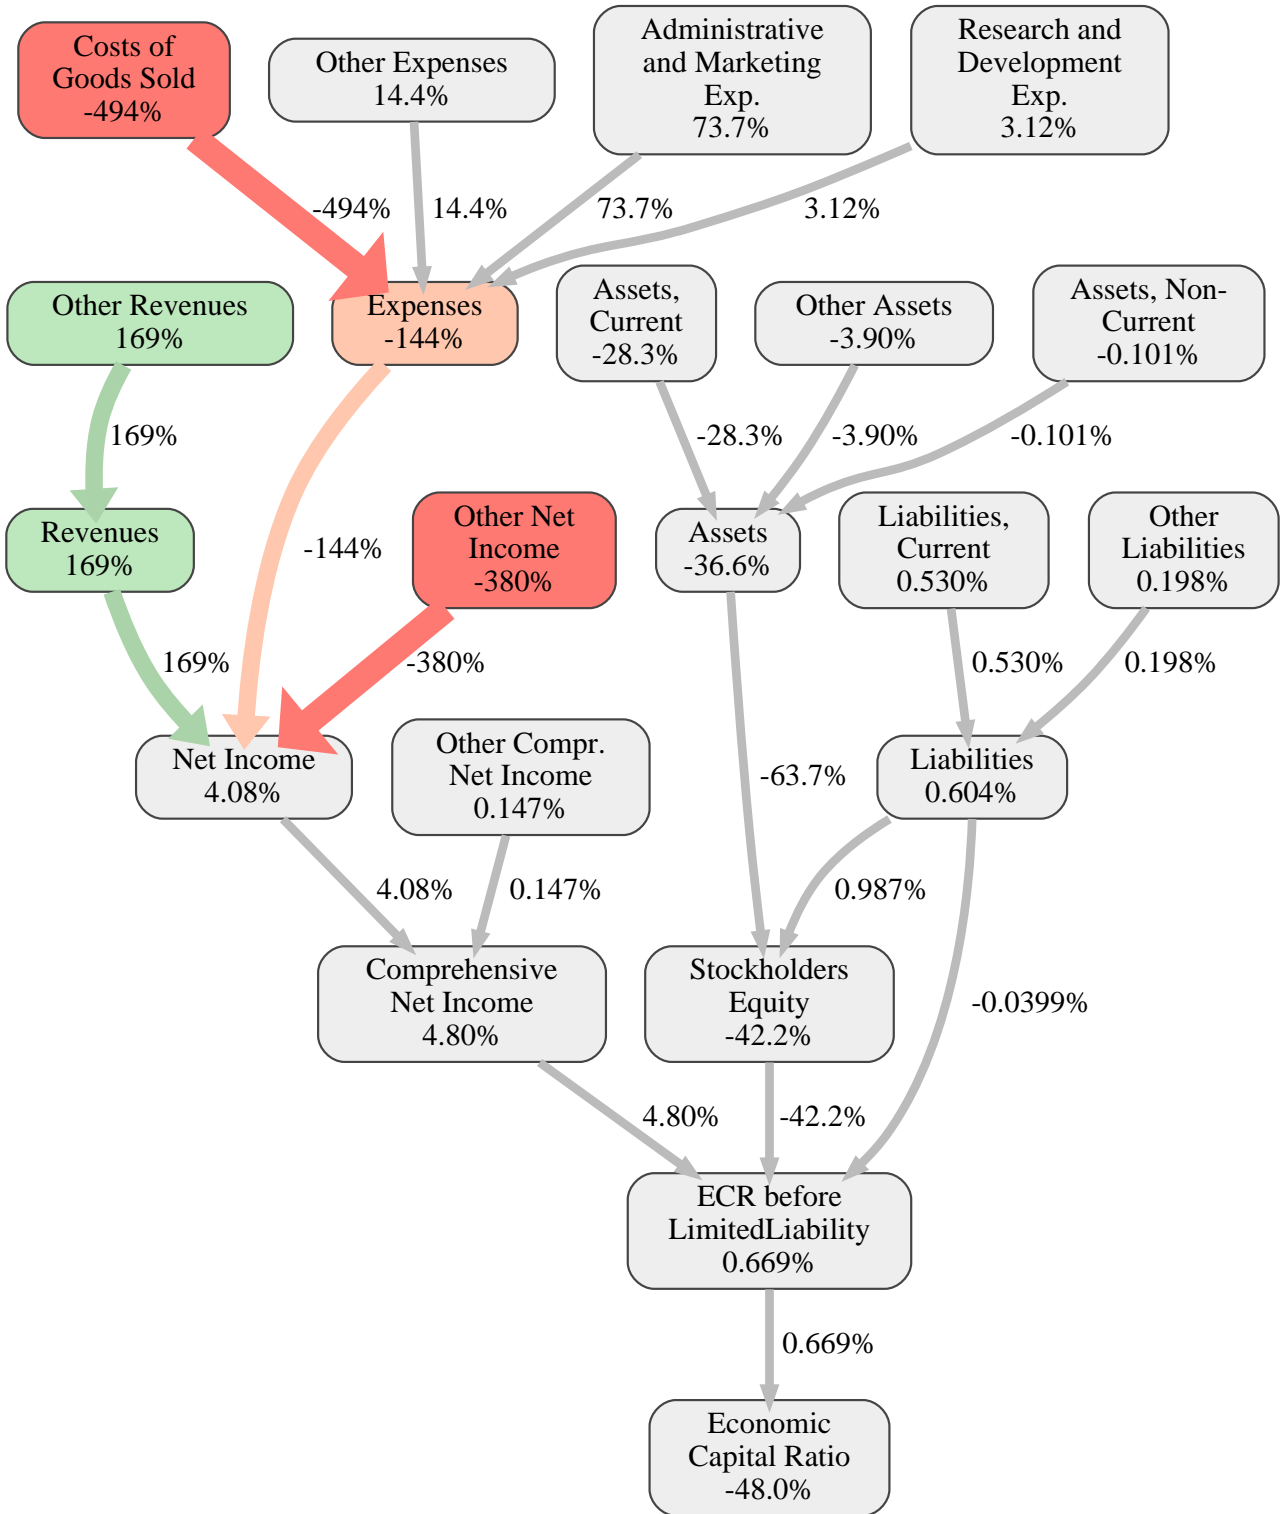 Costs of
Goods Sold
-494%
Other Expenses
14.4%
Administrative
and Marketing
Exp.
73.7%
Research and
Development
Exp.
3.12%
-494%
14.4%
73.7%
3.12%
Other Revenues
169%
Expenses
-144%
Assets,
Current
-28.3%
Other Assets
-3.90%
Assets, Non-
Current
-0.101%
169%
-28.3%
-3.90%
-0.101%
Revenues
169%
-144%
Other Net
Income
-380%
Assets
-36.6%
Liabilities,
Current
0.530%
Other
Liabilities
0.198%
169%
-380%
0.530%
0.198%
Net Income
4.08%
Other Compr.
Net Income
0.147%
-63.7%
Liabilities
0.604%
4.08%
0.147%
0.987%
Comprehensive
Net Income
4.80%
Stockholders
Equity
-42.2%
-0.0399%
4.80%
-42.2%
ECR before
LimitedLiability
0.669%
0.669%
Economic
Capital Ratio
-48.0%